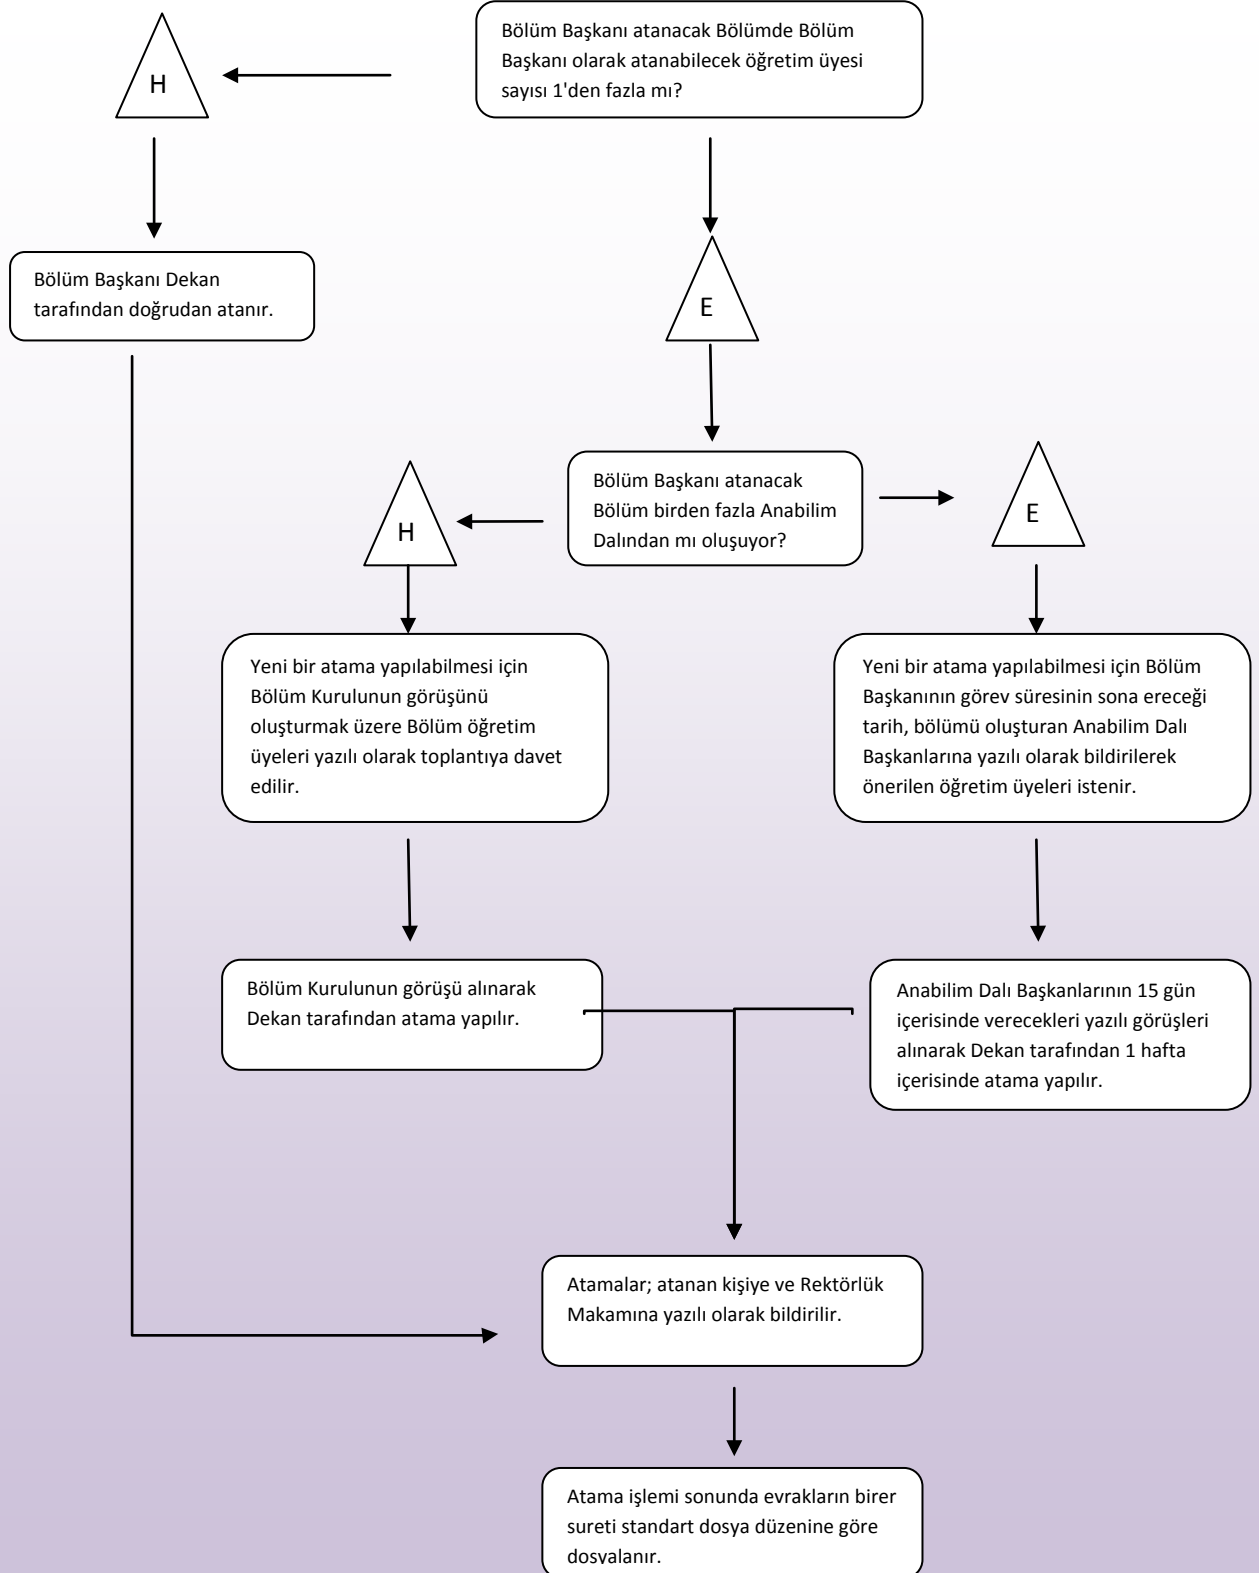 Bölüm Başkanı atanacak Bölümde Bölüm
Başkanı olarak atanabilecek öğretim üyesi
sayısı 1'den fazla mı?
H
Bölüm Başkanı Dekan
tarafından doğrudan atanır.
E
Bölüm Başkanı atanacak
Bölüm birden fazla Anabilim
Dalından mı oluşuyor?
H
E
Yeni bir atama yapılabilmesi için
Bölüm Kurulunun görüşünü
oluşturmak üzere Bölüm öğretim
üyeleri yazılı olarak toplantıya davet
edilir.
Yeni bir atama yapılabilmesi için Bölüm
Başkanının görev süresinin sona ereceği
tarih, bölümü oluşturan Anabilim Dalı
Başkanlarına yazılı olarak bildirilerek
önerilen öğretim üyeleri istenir.
Bölüm Kurulunun görüşü alınarak
Dekan tarafından atama yapılır.
Anabilim Dalı Başkanlarının 15 gün
içerisinde verecekleri yazılı görüşleri
alınarak Dekan tarafından 1 hafta
içerisinde atama yapılır.
Atamalar; atanan kişiye ve Rektörlük
Makamına yazılı olarak bildirilir.
Atama işlemi sonunda evrakların birer
sureti standart dosya düzenine göre
dosyalanır.